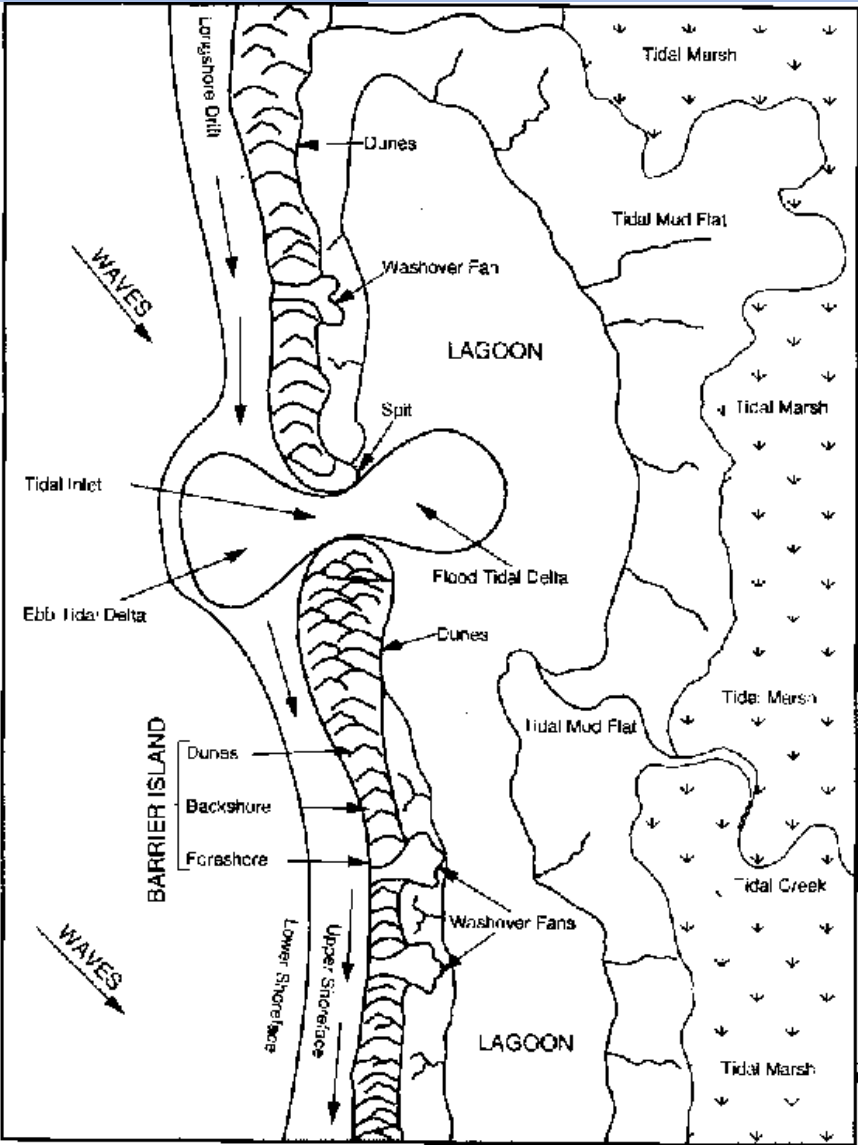 Longshore Drift
Tidal Marsh
Dunes
Tidal Mud Flat
WAVES
Washover Fan
LAGOON
Spit
Tidal Marsh
Tidal Inlet
Flood Tidal Delta
Ebb Tidal Delta
Dunes
Tidal Marsh
Tidal Mud Flat
BARRIER ISLAND
Dunes
Backshore
Foreshore
Tidal Creek
Washover Fans
WAVES
Lower Shoreface
Upper Shoreface
LAGOON
Tidal Marsh